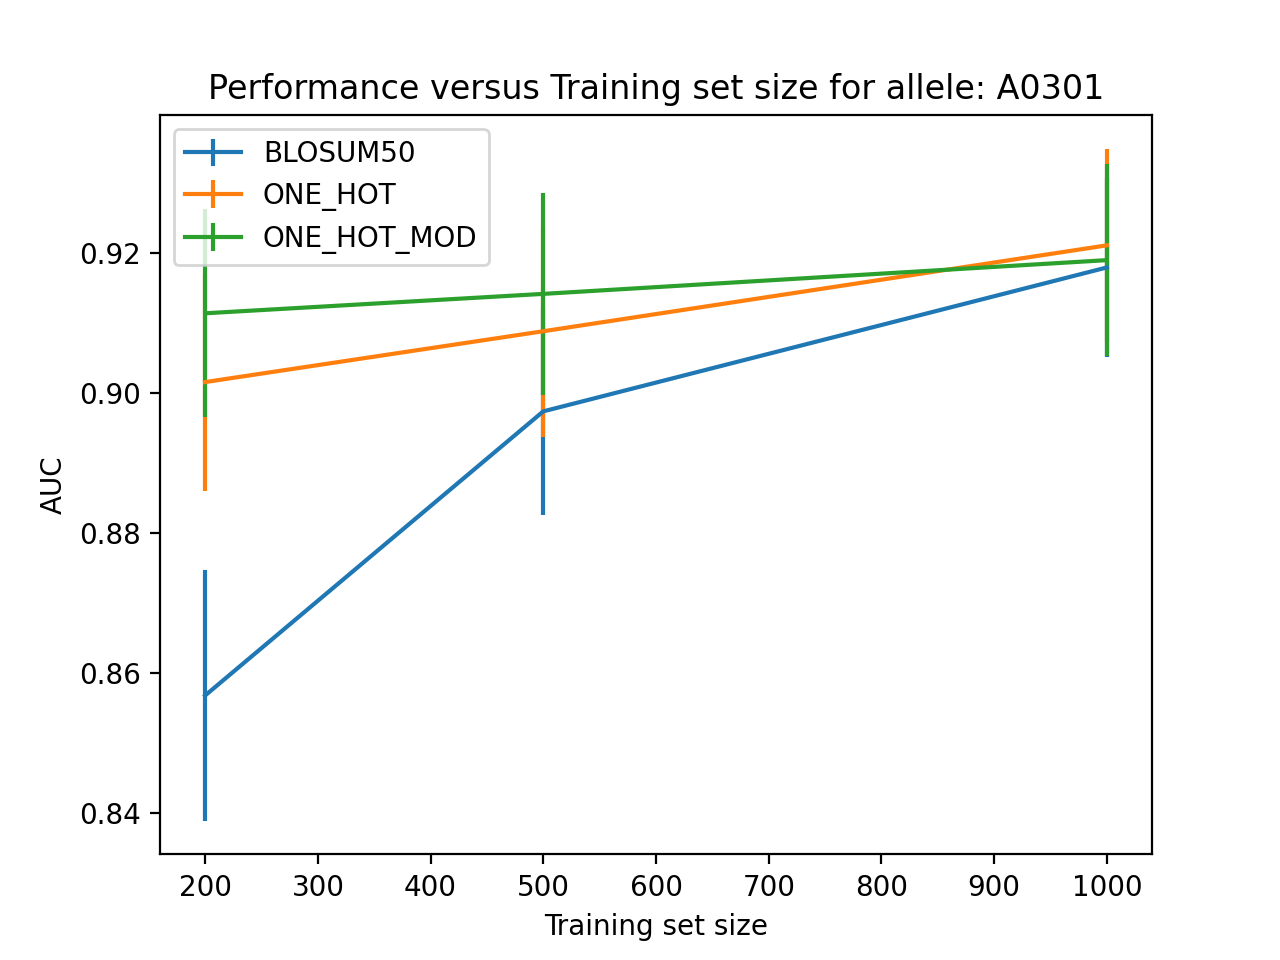 Performance versus Training set size for allele: A0301
BLOSUM50
ONE_HOT
ONE_HOT_MOD
0.92
0.90
0.88
0.86
0.84
AUC
200 300 400 500 600 700 800 900 1000
Training set size